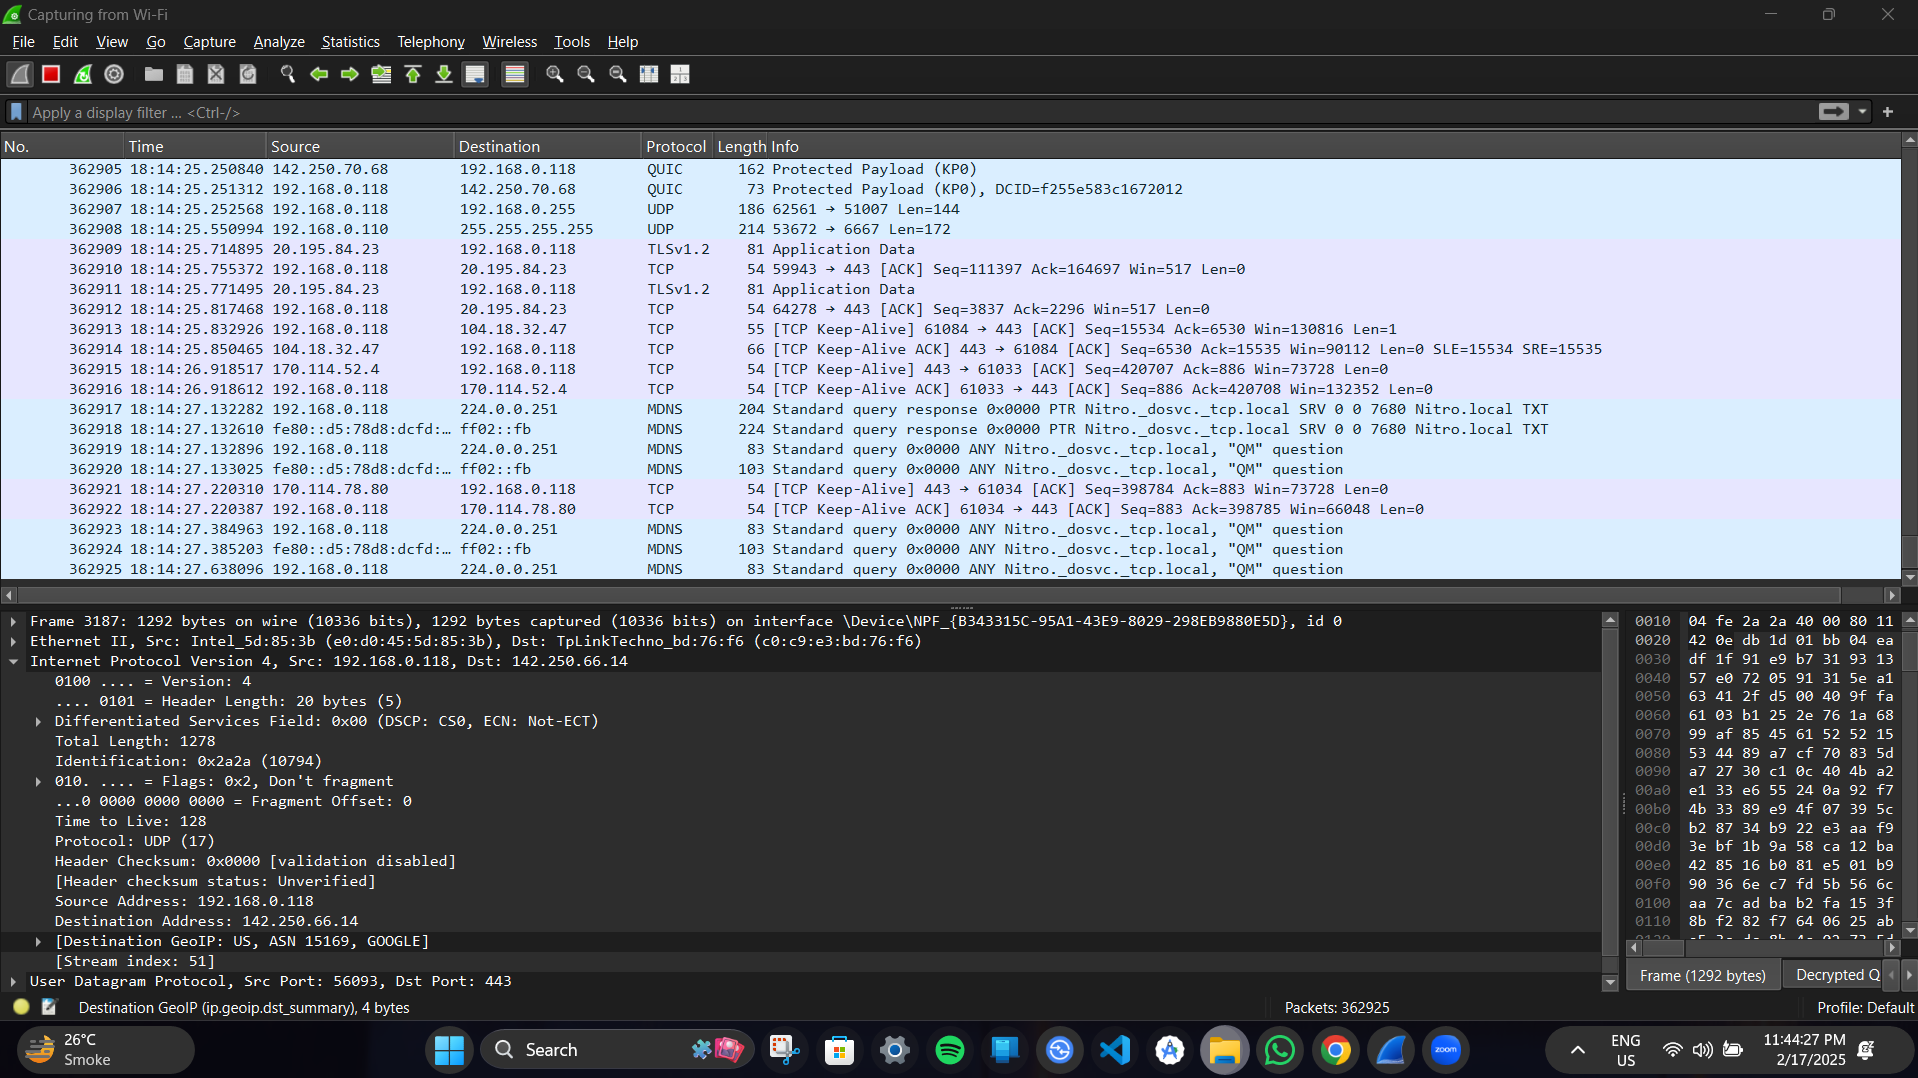 Capturing from Wi-Fi
File Edit View Go Capture Analyze Statistics Telephony Wireless Tools Help
Apply a display filter ... <Ctrl-/>
No. Time Source Destination Protocol Length Info
362905 18:14:25.250840 142.250.70.68 192.168.0.118 QUIC 162 Protected Payload (KP0)
362906 18:14:25.251312 192.168.0.118 142.250.70.68 QUIC 73 Protected Payload (KP0), DCID=f255e583c1672012
362907 18:14:25.252568 192.168.0.118 192.168.0.255 UDP 186 62561 → 51007 Len=144
362908 18:14:25.550994 192.168.0.110 255.255.255.255 UDP 214 53672 → 6667 Len=172
362909 18:14:25.714895 20.195.84.23 192.168.0.118 TLSv1.2 81 Application Data
362910 18:14:25.755372 192.168.0.118 20.195.84.23 TCP 54 59943 → 443 [ACK] Seq=111397 Ack=164697 Win=517 Len=0
362911 18:14:25.771495 20.195.84.23 192.168.0.118 TLSv1.2 81 Application Data
362912 18:14:25.817468 192.168.0.118 20.195.84.23 TCP 54 64278 → 443 [ACK] Seq=3837 Ack=2296 Win=517 Len=0
362913 18:14:25.832926 192.168.0.118 104.18.32.47 TCP 55 [TCP Keep-Alive] 61084 → 443 [ACK] Seq=15534 Ack=6530 Win=130816 Len=1
362914 18:14:25.850465 104.18.32.47 192.168.0.118 TCP 66 [TCP Keep-Alive ACK] 443 → 61084 [ACK] Seq=6530 Ack=15535 Win=90112 Len=0 SLE=15534 SRE=15535
362915 18:14:26.918517 170.114.52.4 192.168.0.118 TCP 54 [TCP Keep-Alive] 443 → 61033 [ACK] Seq=420707 Ack=886 Win=73728 Len=0
362916 18:14:26.918612 192.168.0.118 170.114.52.4 TCP 54 [TCP Keep-Alive ACK] 61033 → 443 [ACK] Seq=886 Ack=420708 Win=132352 Len=0
362917 18:14:27.132282 192.168.0.118 224.0.0.251 MDNS 204 Standard query response 0x0000 PTR Nitro._dosvc._tcp.local SRV 0 0 7680 Nitro.local TXT
362918 18:14:27.132610 fe80::d5:78d8:dcfd:… ff02::fb MDNS 224 Standard query response 0x0000 PTR Nitro._dosvc._tcp.local SRV 0 0 7680 Nitro.local TXT
362919 18:14:27.132896 192.168.0.118 224.0.0.251 MDNS 83 Standard query 0x0000 ANY Nitro._dosvc._tcp.local, "QM" question
362920 18:14:27.133025 fe80::d5:78d8:dcfd:… ff02::fb MDNS 103 Standard query 0x0000 ANY Nitro._dosvc._tcp.local, "QM" question
362921 18:14:27.220310 170.114.78.80 192.168.0.118 TCP 54 [TCP Keep-Alive] 443 → 61034 [ACK] Seq=398784 Ack=883 Win=73728 Len=0
362922 18:14:27.220387 192.168.0.118 170.114.78.80 TCP 54 [TCP Keep-Alive ACK] 61034 → 443 [ACK] Seq=883 Ack=398785 Win=66048 Len=0
362923 18:14:27.384963 192.168.0.118 224.0.0.251 MDNS 83 Standard query 0x0000 ANY Nitro._dosvc._tcp.local, "QM" question
362924 18:14:27.385203 fe80::d5:78d8:dcfd:… ff02::fb MDNS 103 Standard query 0x0000 ANY Nitro._dosvc._tcp.local, "QM" question
362925 18:14:27.638096 192.168.0.118 224.0.0.251 MDNS 83 Standard query 0x0000 ANY Nitro._dosvc._tcp.local, "QM" question
Frame 3187: 1292 bytes on wire (10336 bits), 1292 bytes captured (10336 bits) on interface \Device\NPF_{B343315C-95A1-43E9-8029-298EB9880E5D}, id 0
Ethernet II, Src: Intel_5d:85:3b (e0:d0:45:5d:85:3b), Dst: TpLinkTechno_bd:76:f6 (c0:c9:e3:bd:76:f6)
Internet Protocol Version 4, Src: 192.168.0.118, Dst: 142.250.66.14
0100 .... = Version: 4
.... 0101 = Header Length: 20 bytes (5)
Differentiated Services Field: 0x00 (DSCP: CS0, ECN: Not-ECT)
Total Length: 1278
Identification: 0x2a2a (10794)
010. .... = Flags: 0x2, Don't fragment
...0 0000 0000 0000 = Fragment Offset: 0
Time to Live: 128
Protocol: UDP (17)
Header Checksum: 0x0000 [validation disabled]
[Header checksum status: Unverified]
Source Address: 192.168.0.118
Destination Address: 142.250.66.14
[Destination GeoIP: US, ASN 15169, GOOGLE]
[Stream index: 51]
User Datagram Protocol, Src Port: 56093, Dst Port: 443
0010 04 fe 2a 2a 40 00 80 11
0020 42 0e db 1d 01 bb 04 ea
0030 df 1f 91 e9 b7 31 93 13
0040 57 e0 72 05 91 31 5e a1
0050 63 41 2f d5 00 40 9f fa
0060 61 03 b1 25 2e 76 1a 68
0070 99 af 85 45 61 52 52 15
0080 53 44 89 a7 cf 70 83 5d
0090 a7 27 30 c1 0c 40 4b a2
00a0 e1 33 e6 55 24 0a 92 f7
00b0 4b 33 89 e9 4f 07 39 5c
00c0 b2 87 34 b9 22 e3 aa f9
00d0 3e bf 1b 9a 58 ca 12 ba
00e0 42 85 16 b0 81 e5 01 b9
00f0 90 36 6e c7 fd 5b 56 6c
0100 aa 7c ad ba b2 fa 15 3f
0110 8b f2 82 f7 64 06 25 ab
Frame (1292 bytes) Decrypted Q
Destination GeoIP (ip.geoip.dst_summary), 4 bytes Packets: 362925 Profile: Default
26°C
Smoke
Search
zoom
ENG
US
11:44:27 PM
2/17/2025